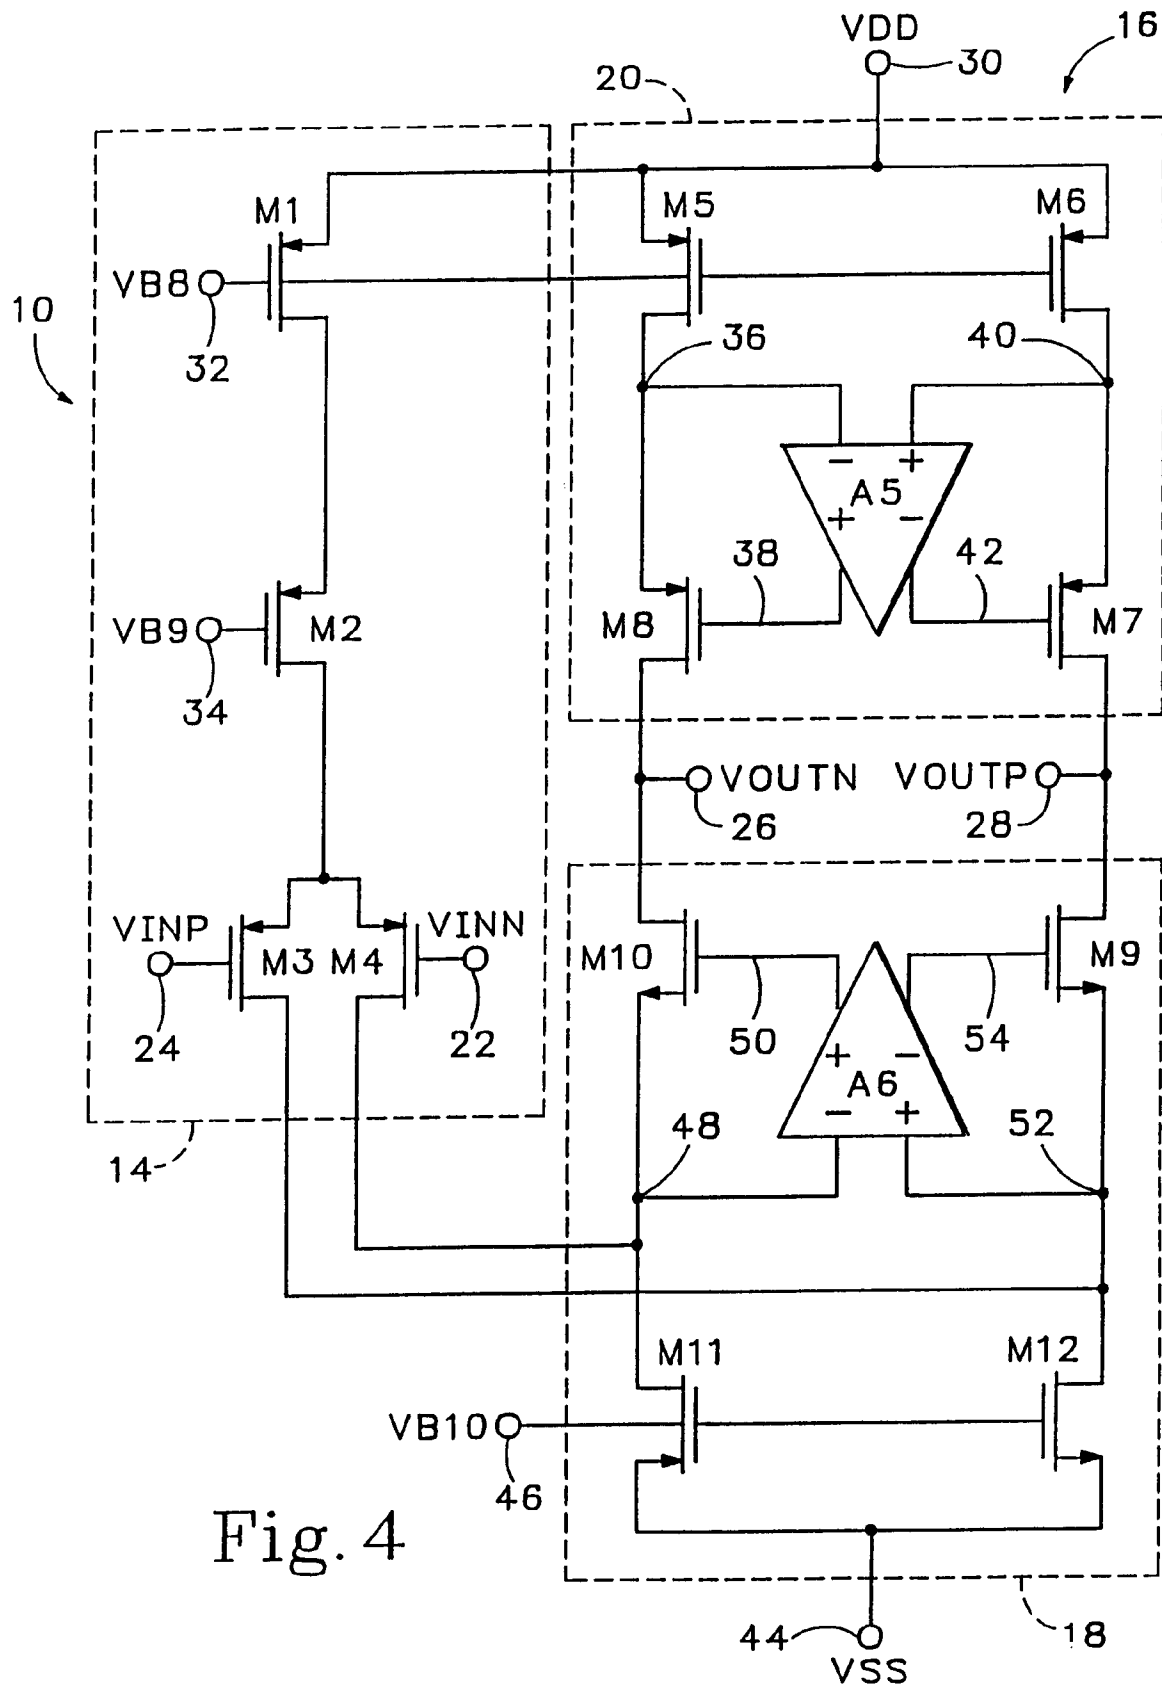 VDD
16
30
20
M1
M5
M6
VB8
10
32
36
40
- +
A5
+ -
38
42
VB9
M2
M8
M7
34
VOUTN
VOUTP
26
28
VINP
VINN
M3
M4
M10
M9
24
22
50
54
+ -
A6
- +
48
52
14
M11
M12
VB10
46
Fig. 4
44
18
VSS